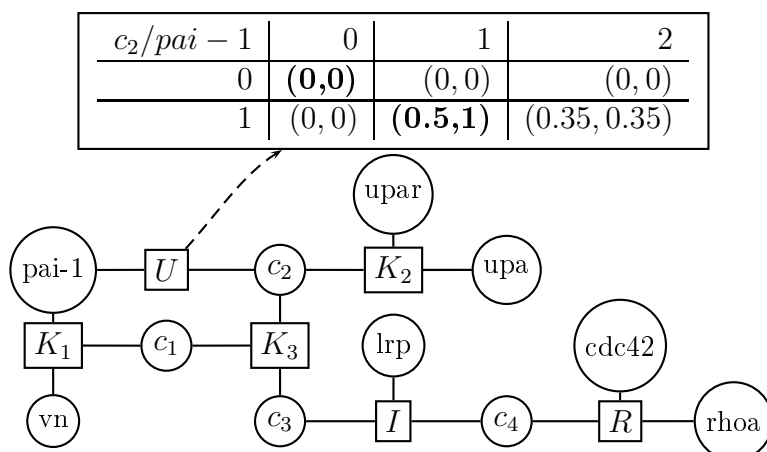 c₂/pai − 1 0 1 2
0 (0,0) (0,0) (0,0)
1 (0,0) (0.5,1) (0.35,0.35)
upar
pai-1 U c₂ K₂ upa
K₁ c₁ K₃ lrp cdc42
vn c₃ I c₄ R rhoa